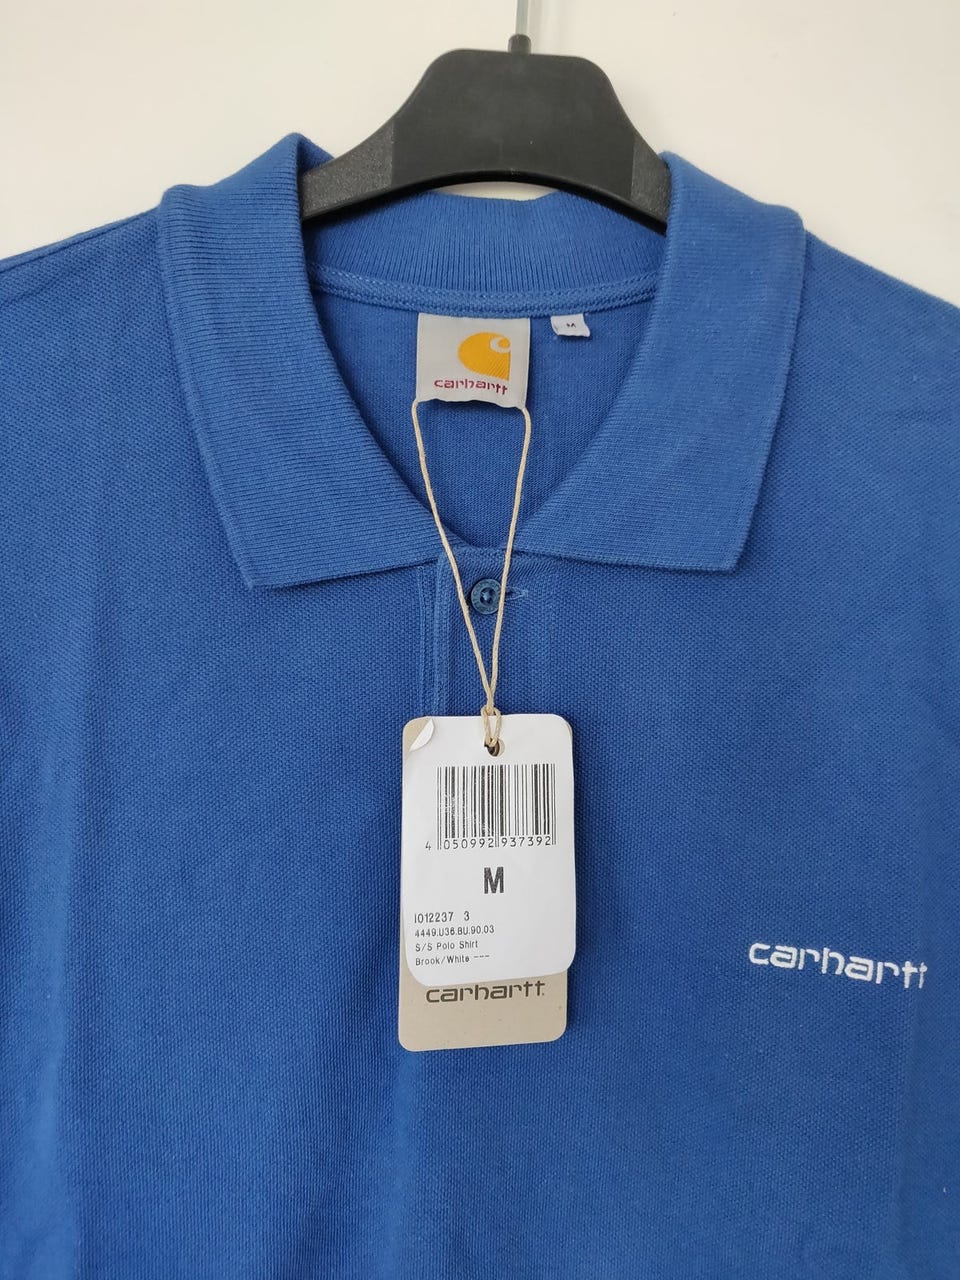 carhartt
M
4 050992 937392
M
I012237 3
4449.U36.BU.90.03
S/S Polo Shirt
Brook/White ---
carhartt
carhartt